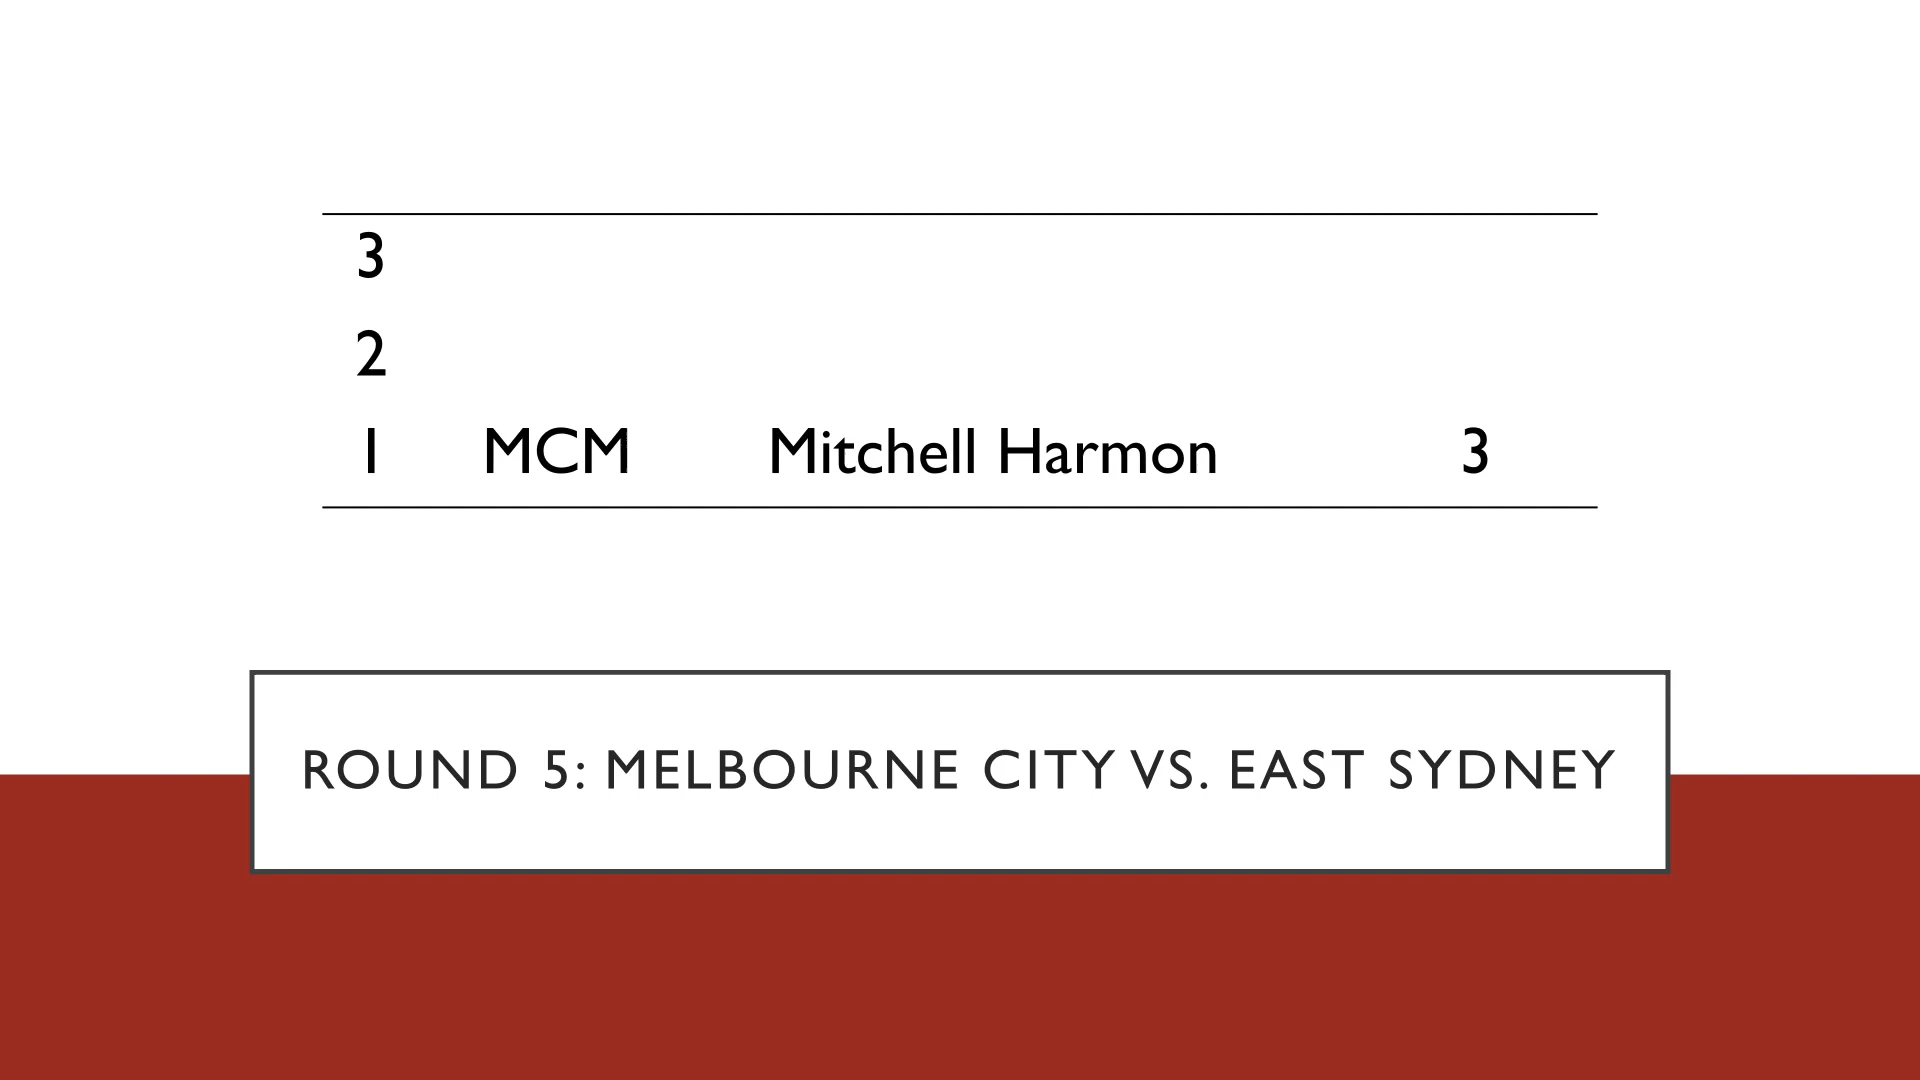 3
2
1 MCM Mitchell Harmon 3
ROUND 5: MELBOURNE CITY VS. EAST SYDNEY